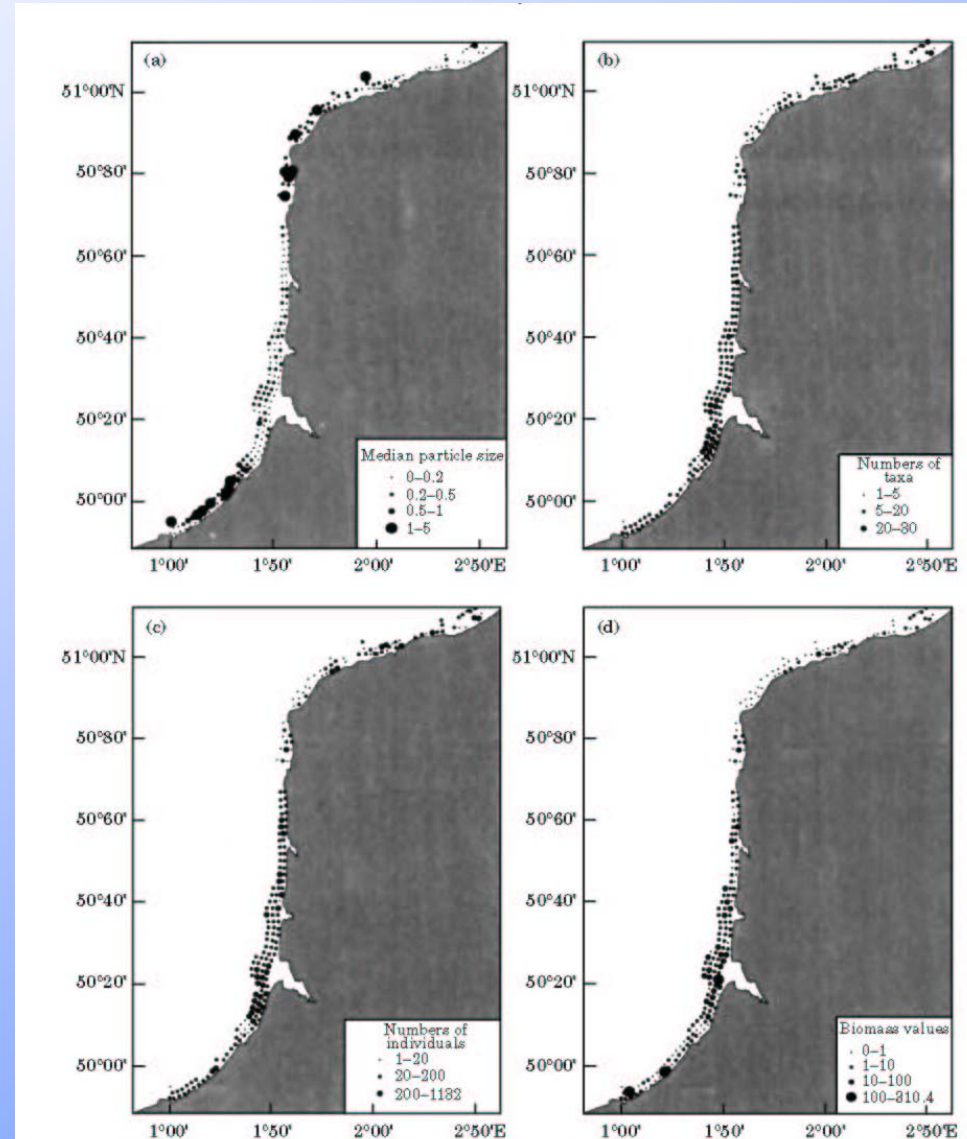 (a)
51°00'N
50°80'
50°60'
50°40'
50°20'
50°00'
1°00'
1°50'
2°00'
2°50'E
Median particle size
0–0.2
0.2–0.5
0.5–1
1–5
(b)
51°00'N
50°80'
50°60'
50°40'
50°20'
50°00'
1°00'
1°50'
2°00'
2°50'E
Numbers of
taxa
1–5
5–20
20–30
(c)
51°00'N
50°80'
50°60'
50°40'
50°20'
50°00'
1°00'
1°50'
2°00'
2°50'E
Numbers of
individuals
1–20
20–200
200–1132
(d)
51°00'N
50°80'
50°60'
50°40'
50°20'
50°00'
1°00'
1°50'
2°00'
2°50'E
Biomass values
0–1
1–10
10–100
100–310.4